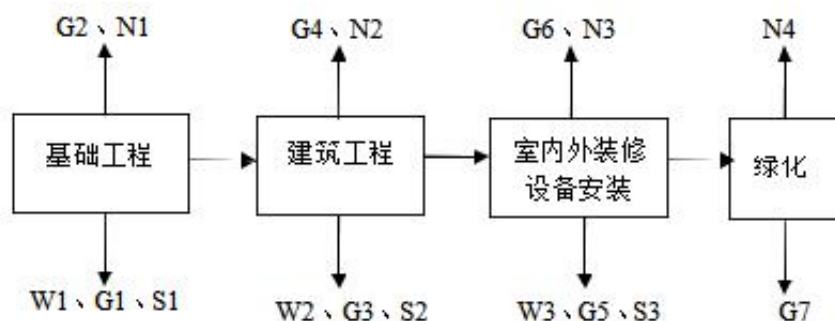 G2、N1
G4、N2
G6、N3
N4
基础工程
建筑工程
室内外装修
设备安装
绿化
W1、G1、S1
W2、G3、S2
W3、G5、S3
G7